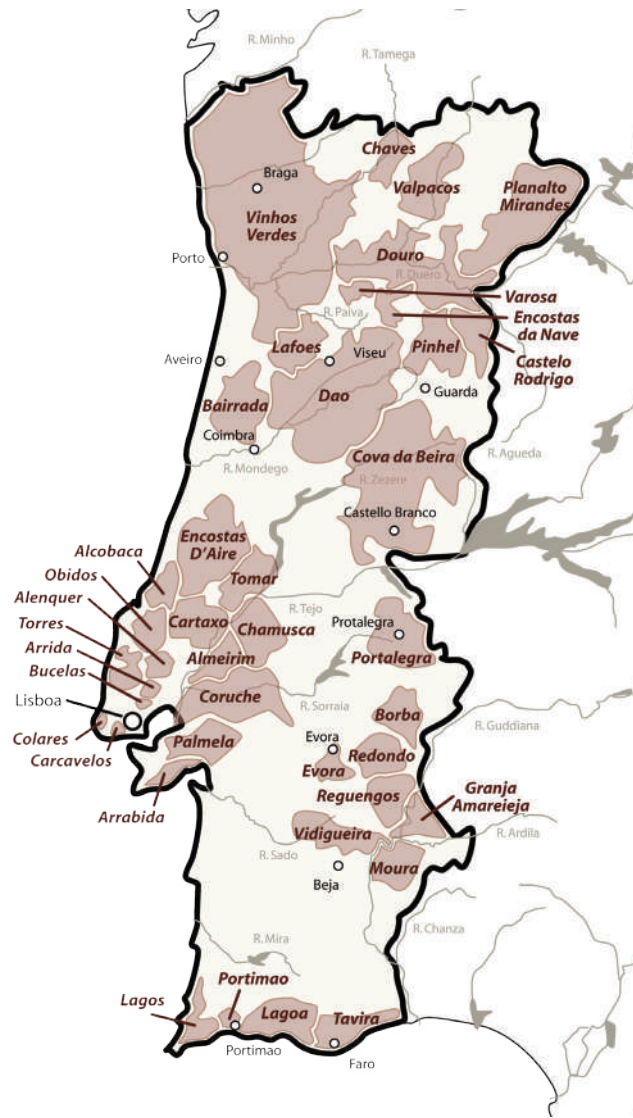 R. Minho
R. Tamega
Chaves
Braga
Valpacos
Planalto
Mirandes
Vinhos
Verdes
Porto
Douro
R. Duero
Varosa
R. Paiva
Encostas
da Nave
Lafoes
Viseu
Pinhel
Aveiro
Castelo
Rodrigo
Guarda
Dao
Bairrada
Coimbra
Cova da Beira
R. Agueda
R. Mondego
R. Zezere
Castello Branco
Encostas
D'Aire
Alcobaca
Obidos
Tomar
Alenquer
R. Tejo
Torres
Cartaxo
Chamusca
Protalegra
Arrida
Almeirim
Portalegra
Bucelas
Coruche
Lisboa
R. Sorraia
Borba
R. Guddiana
Colares
Palmela
Evora
Redondo
Carcavelos
Evora
Granja
Amareieja
Reguengos
Arrabida
Vidigueira
R. Ardila
R. Sado
Moura
Beja
R. Mira
R. Chanza
Portimao
Lagos
Lagoa
Tavira
Portimao
Faro